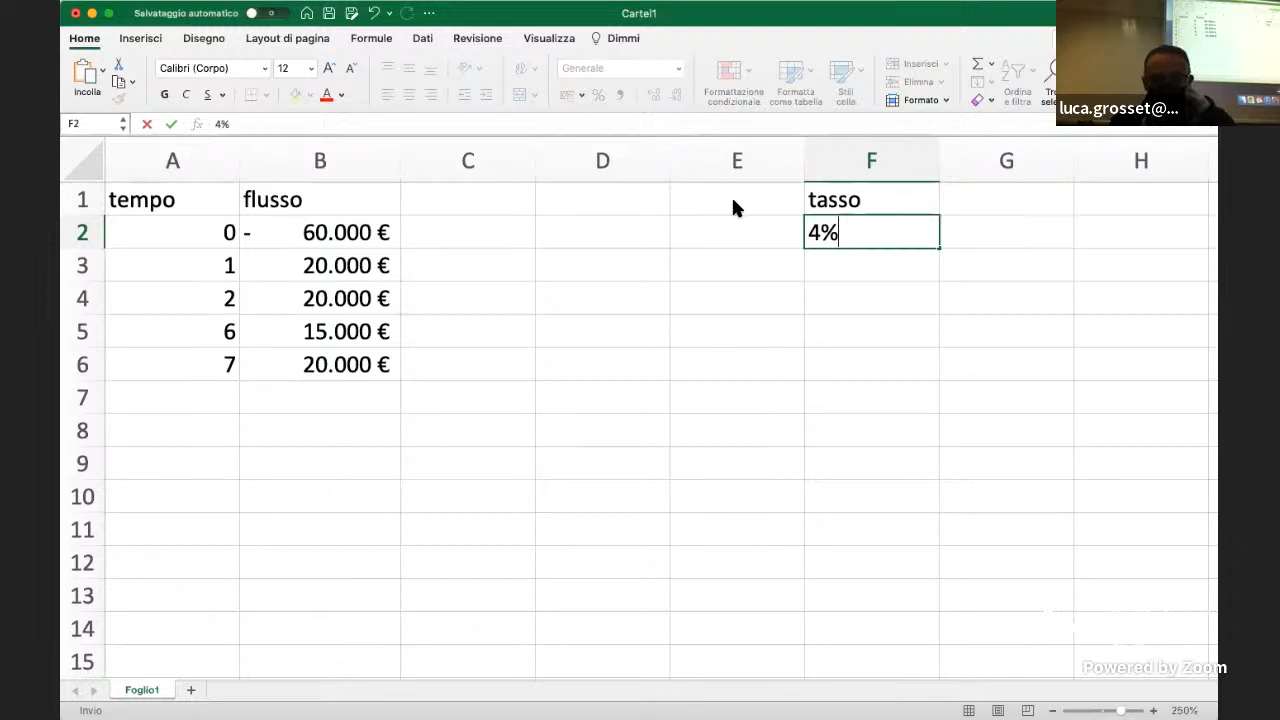 Salvataggio automatico
Cartel1
Home Inserisci Disegno Layout di pagina Formule Dati Revisione Visualizza Dimmi
Incolla
Calibri (Corpo) 12 A A
G C S A
Generale
%
Formattazione condizionale
Formatta come tabella
Stili cella
Inserisci
Elimina
Formato
Ordina e filtra
luca.grosset@...
F2 fx 4%
A B C D E F G H
1 tempo flusso tasso
2 0 - 60.000 € 4%
3 1 20.000 €
4 2 20.000 €
5 6 15.000 €
6 7 20.000 €
7
8
9
10
11
12
13
14
15
Powered by Zoom
Foglio1 +
Invio 250%